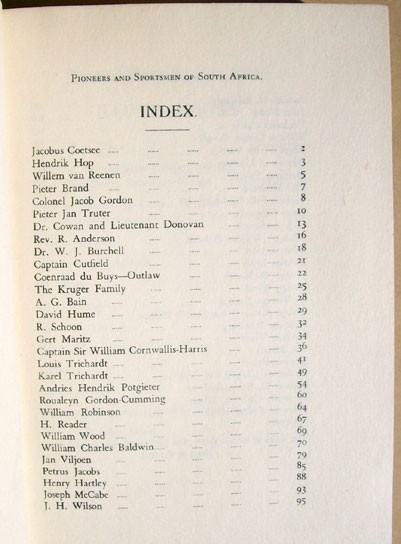 Pioneers and Sportsmen of South Africa.
INDEX.
Jacobus Coetsee 2
Hendrik Hop 3
Willem van Reenen 5
Pieter Brand 7
Colonel Jacob Gordon 8
Pieter Jan Truter 10
Dr. Cowan and Lieutenant Donovan 13
Rev. R. Anderson 16
Dr. W. J. Burchell 18
Captain Cutfield 21
Coenraad du Buys—Outlaw 22
The Kruger Family 25
A. G. Bain 28
David Hume 29
R. Schoon 32
Gert Maritz 34
Captain Sir William Cornwallis-Harris 36
Louis Trichardt 41
Karel Trichardt 49
Andries Hendrik Potgieter 54
Roualeyn Gordon-Cumming 60
William Robinson 64
H. Reader 67
William Wood 69
William Charles Baldwin 70
Jan Viljoen 79
Petrus Jacobs 85
Henry Hartley 88
Joseph McCabe 93
J. H. Wilson 95